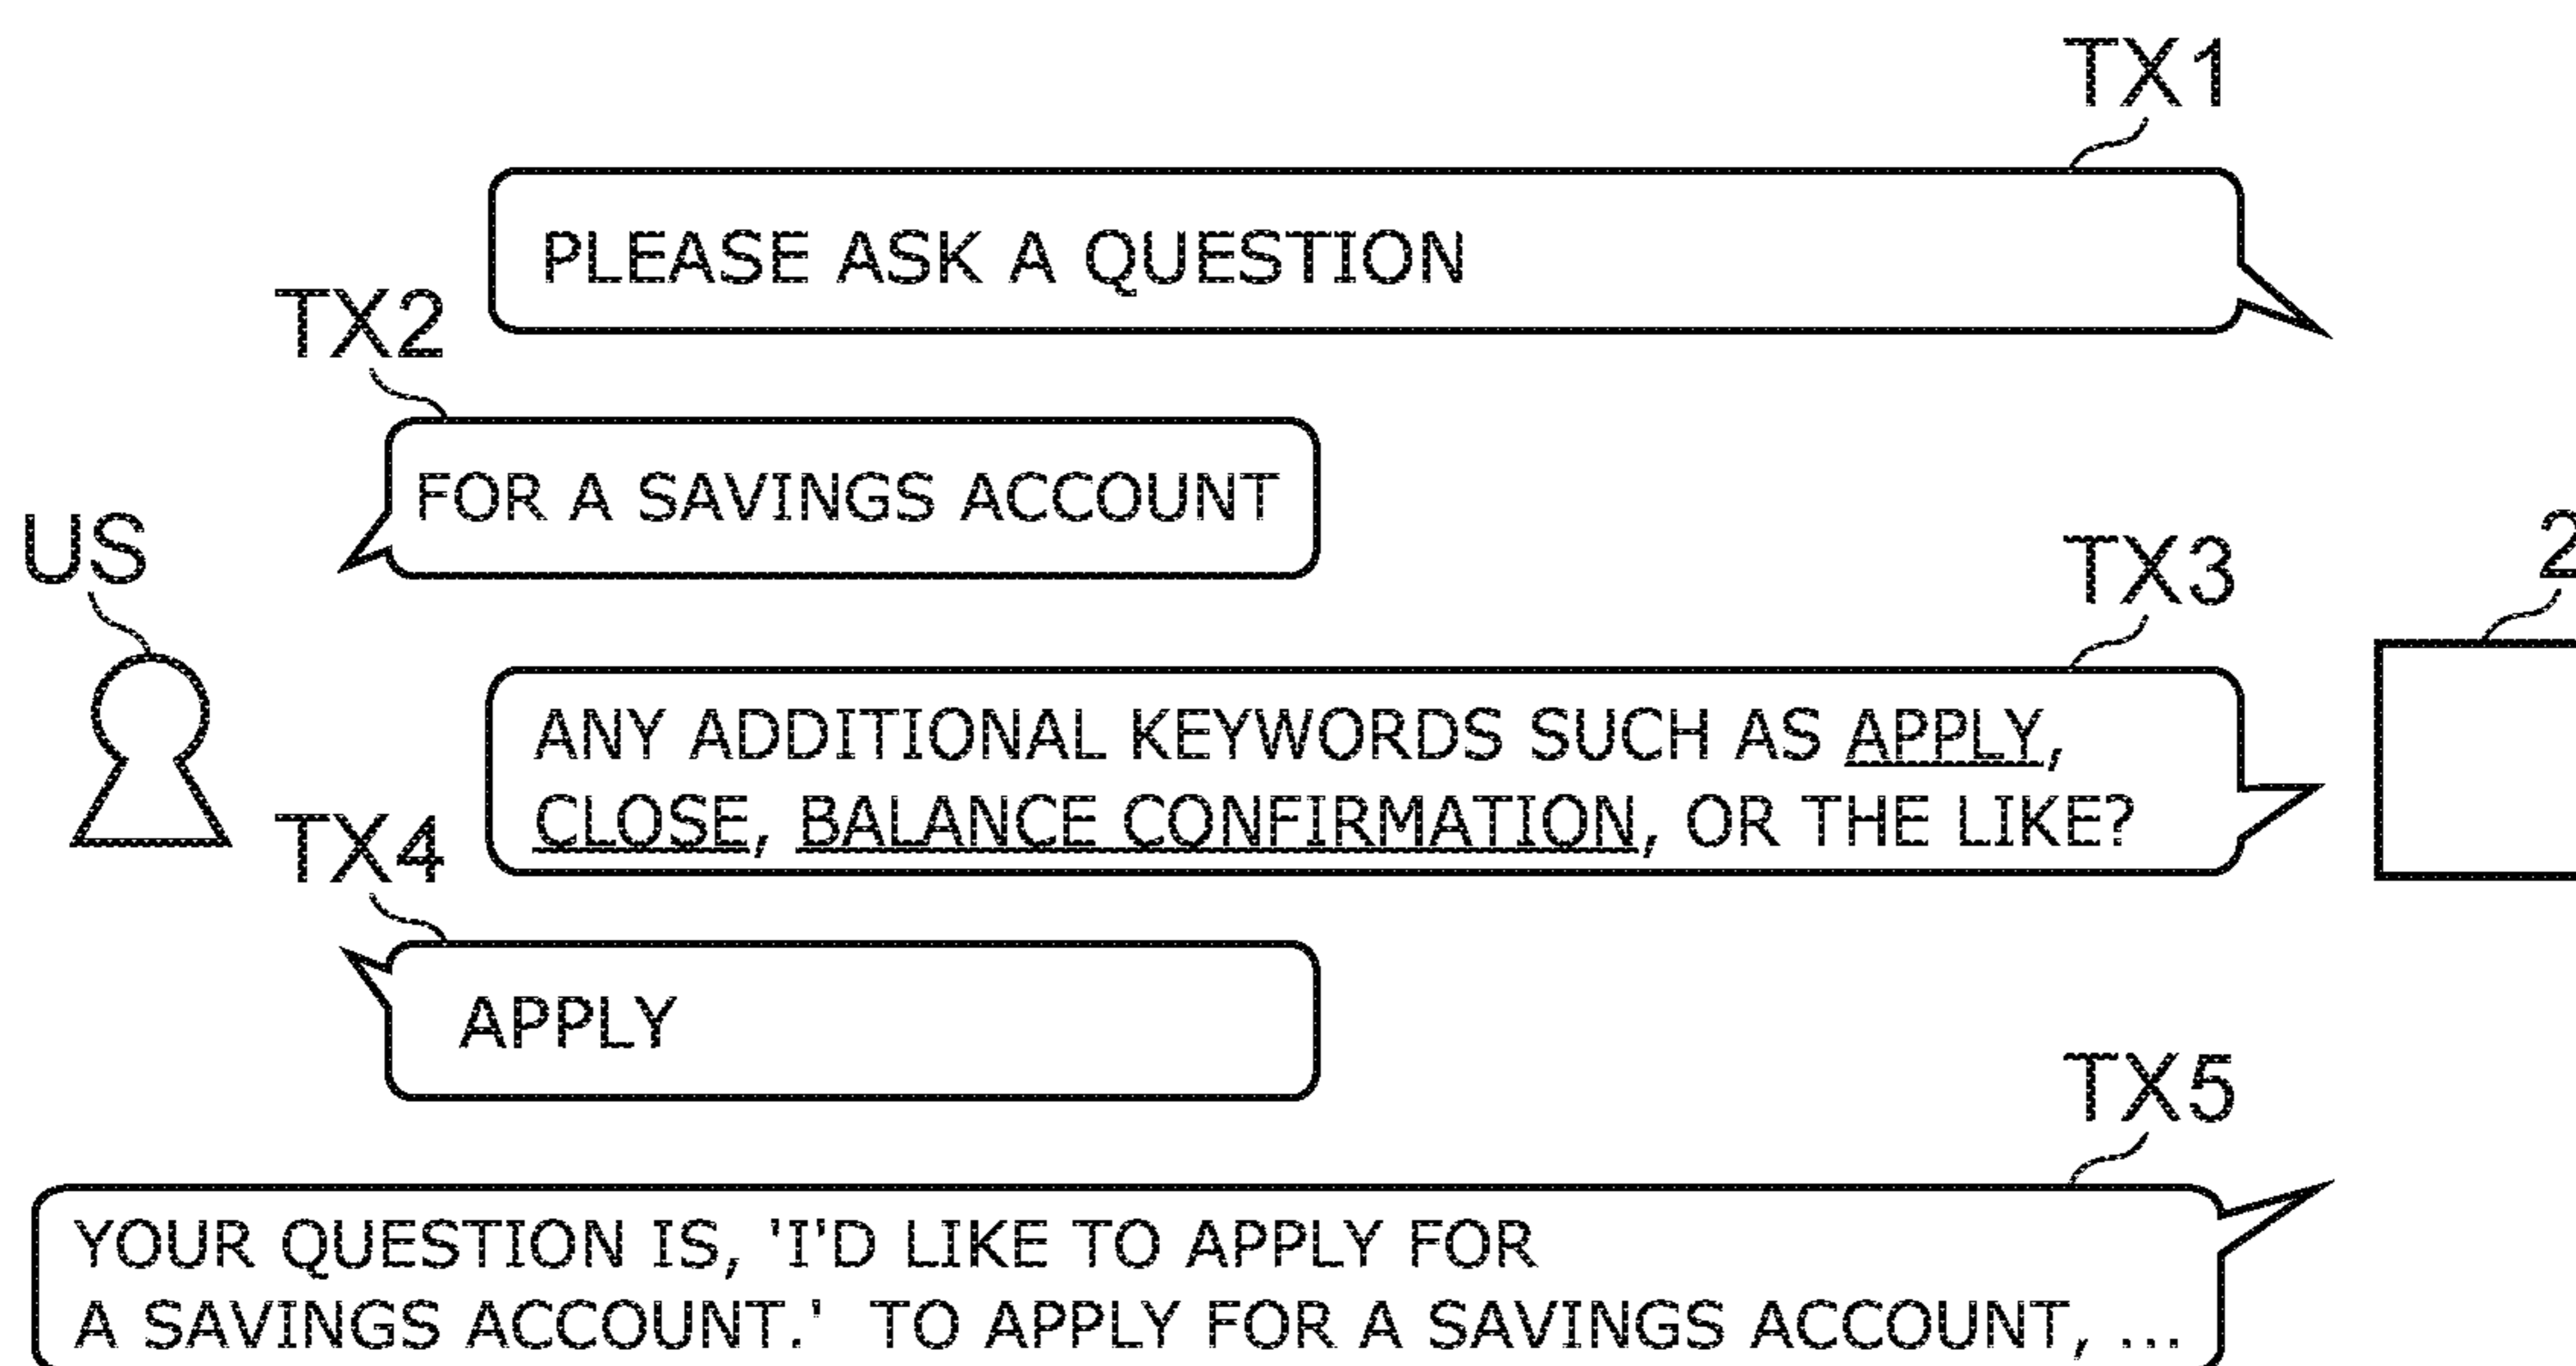 TX1
PLEASE ASK A QUESTION
TX2
FOR A SAVINGS ACCOUNT
US
TX3
2
ANY ADDITIONAL KEYWORDS SUCH AS APPLY,
CLOSE, BALANCE CONFIRMATION, OR THE LIKE?
TX4
APPLY
TX5
YOUR QUESTION IS, 'I'D LIKE TO APPLY FOR
A SAVINGS ACCOUNT.' TO APPLY FOR A SAVINGS ACCOUNT, ...